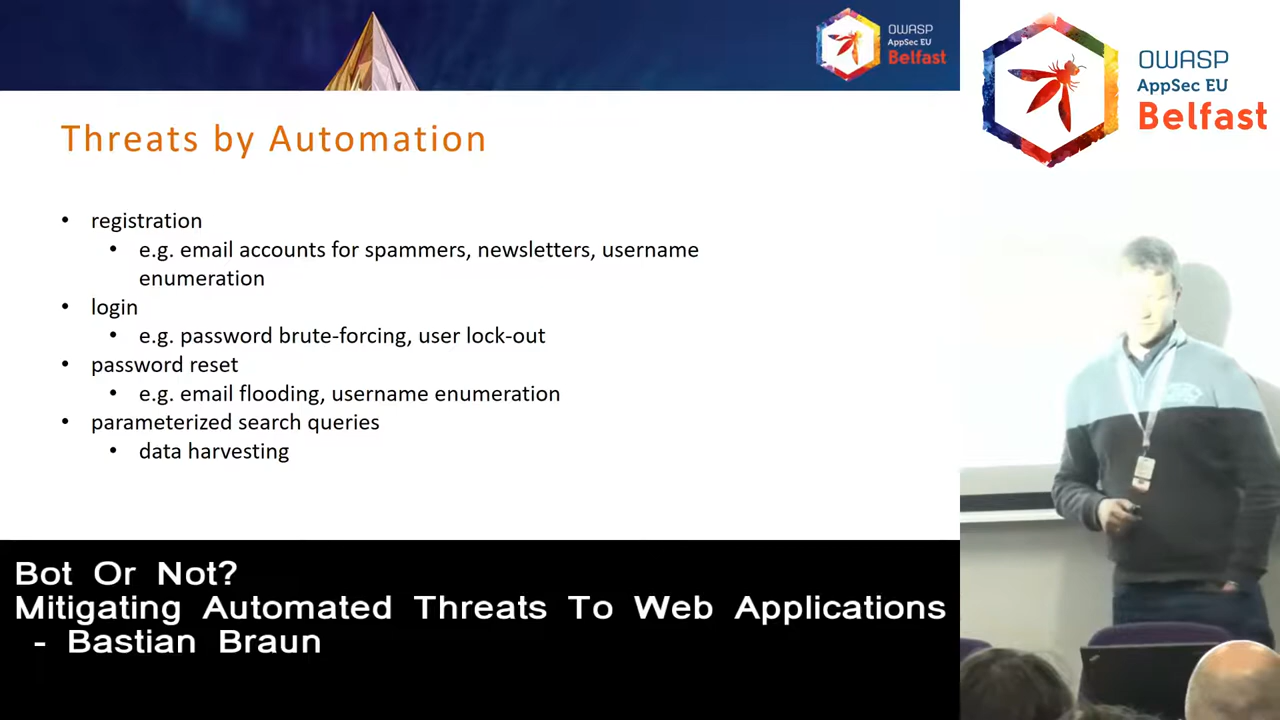 OWASP
AppSec EU
Belfast
OWASP
AppSec EU
Belfast
Threats by Automation
• registration
• e.g. email accounts for spammers, newsletters, username
enumeration
• login
• e.g. password brute-forcing, user lock-out
• password reset
• e.g. email flooding, username enumeration
• parameterized search queries
• data harvesting
Bot Or Not?
Mitigating Automated Threats To Web Applications
- Bastian Braun